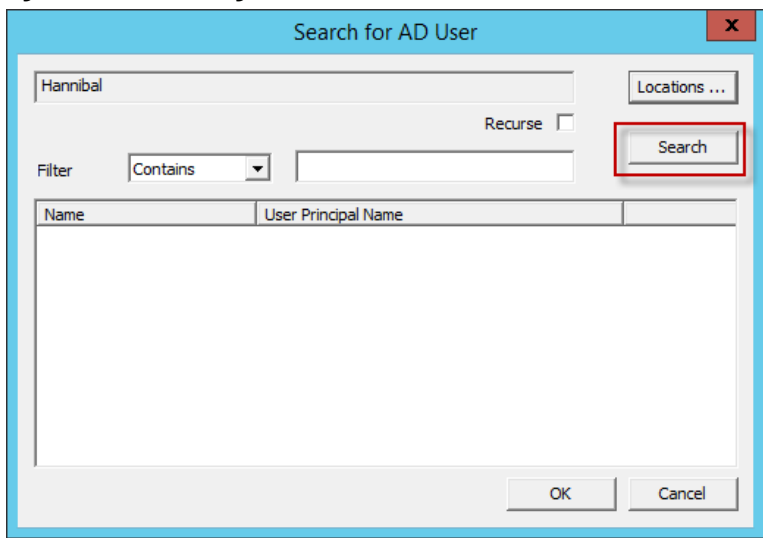 Search for AD User
x
Hannibal
Locations ...
Recurse
Search
Filter Contains
Name User Principal Name
OK Cancel